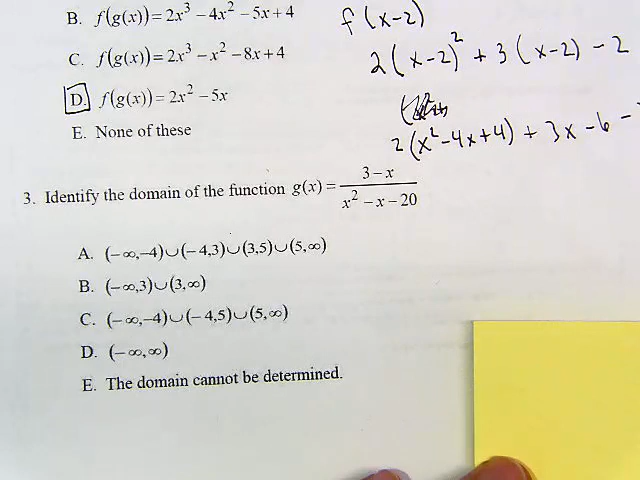 B. f(g(x)) = 2x³ − 4x² − 5x + 4
f(x-2)
C. f(g(x)) = 2x³ − x² − 8x + 4
2(x-2)² + 3(x-2) - 2
D. f(g(x)) = 2x² − 5x
2(x²-4x+4) + 3x - 6 -
E. None of these
3. Identify the domain of the function g(x) = (3 − x)/(x² − x − 20)
A. (−∞,−4)∪(−4,3)∪(3,5)∪(5,∞)
B. (−∞,3)∪(3,∞)
C. (−∞,−4)∪(−4,5)∪(5,∞)
D. (−∞,∞)
E. The domain cannot be determined.